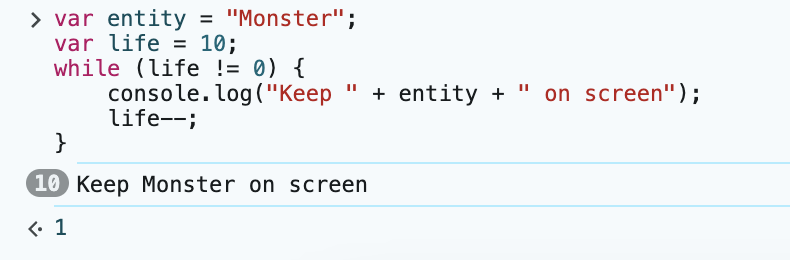 > var entity = "Monster";
var life = 10;
while (life != 0) {
    console.log("Keep " + entity + " on screen");
    life--;
}
10 Keep Monster on screen
<· 1